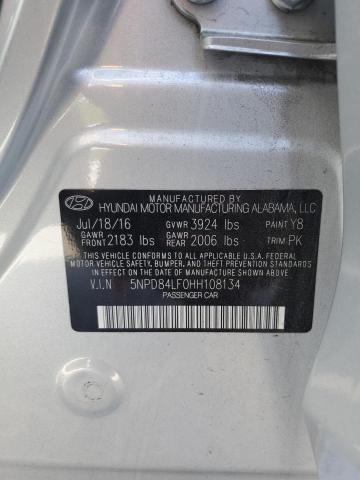 MANUFACTURED BY
HYUNDAI MOTOR MANUFACTURING ALABAMA, LLC
Jul/18/16 GVWR 3924 lbs PAINT Y8
GAWR FRONT 2183 lbs GAWR REAR 2006 lbs TRIM PK
THIS VEHICLE CONFORMS TO ALL APPLICABLE U.S.A. FEDERAL
MOTOR VEHICLE SAFETY, BUMPER, AND THEFT PREVENTION STANDARDS
IN EFFECT ON THE DATE OF MANUFACTURE SHOWN ABOVE.
V.I.N 5NPD84LF0HH108134
PASSENGER CAR